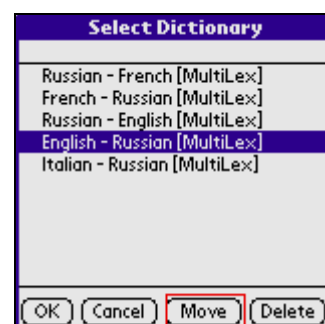 Select Dictionary
Russian - French [MultiLex]
French - Russian [MultiLex]
Russian - English [MultiLex]
English - Russian [MultiLex]
Italian - Russian [MultiLex]
OK Cancel Move Delete